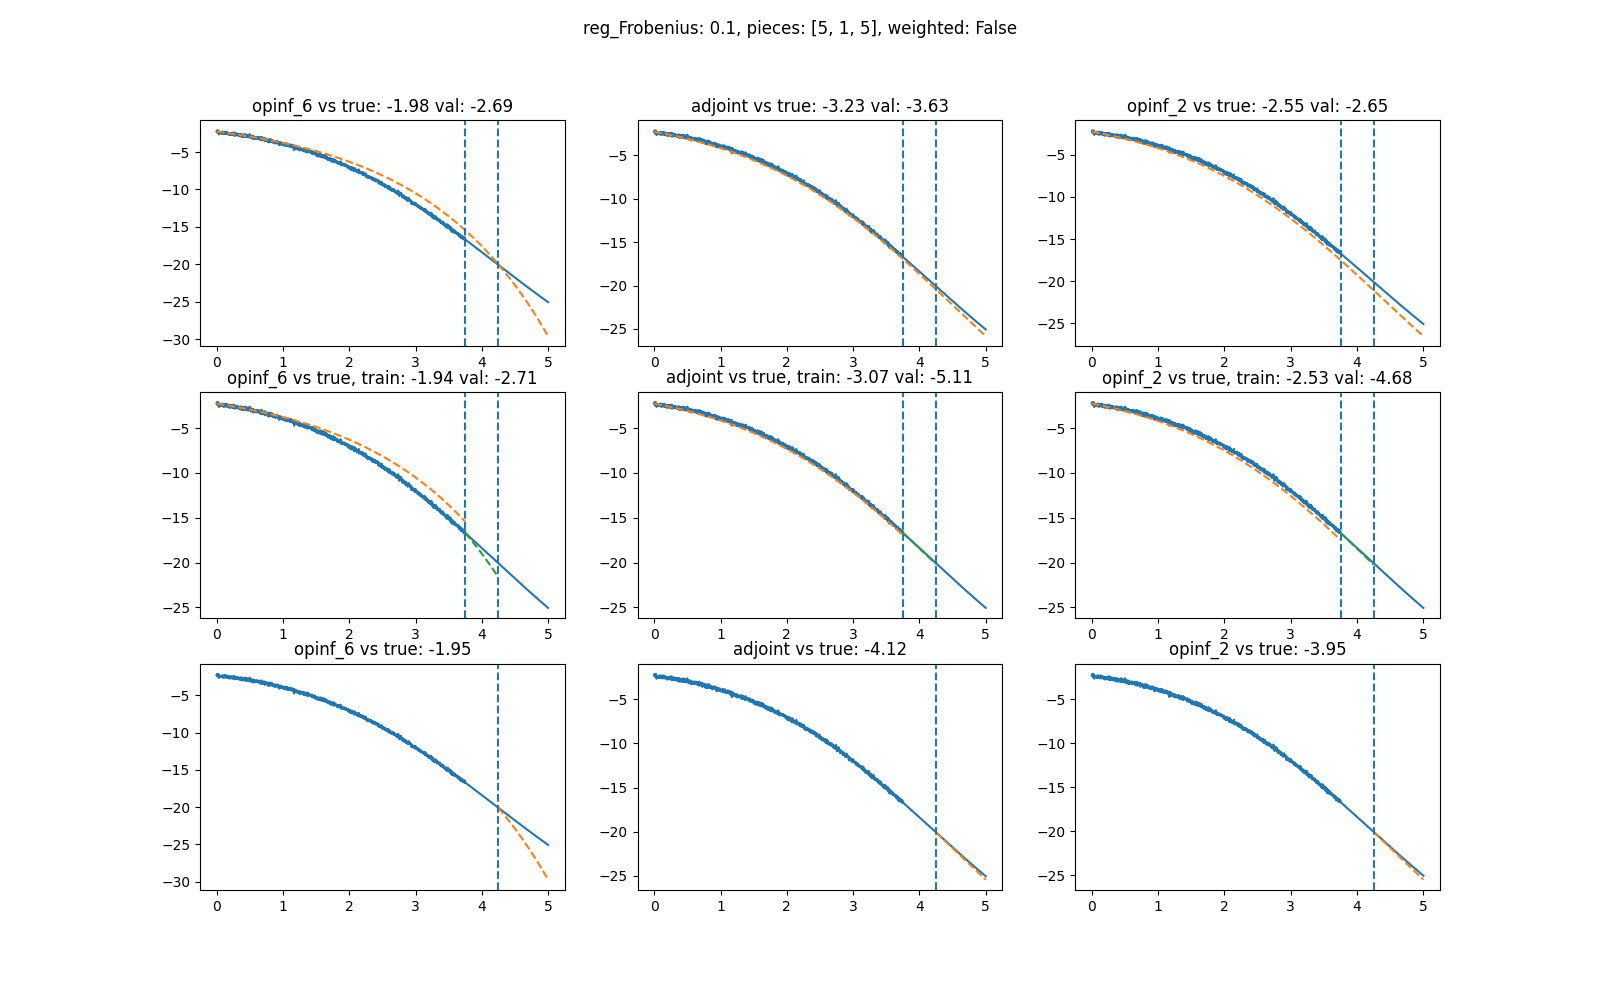 reg_Frobenius: 0.1, pieces: [5, 1, 5], weighted: False
opinf_6 vs true: -1.98 val: -2.69
−5
−10
−15
−20
−25
−30
0 1 2 3 4 5
adjoint vs true: -3.23 val: -3.63
−5
−10
−15
−20
−25
0 1 2 3 4 5
opinf_2 vs true: -2.55 val: -2.65
−5
−10
−15
−20
−25
0 1 2 3 4 5
opinf_6 vs true, train: -1.94 val: -2.71
−5
−10
−15
−20
−25
0 1 2 3 4 5
adjoint vs true, train: -3.07 val: -5.11
−5
−10
−15
−20
−25
0 1 2 3 4 5
opinf_2 vs true, train: -2.53 val: -4.68
−5
−10
−15
−20
−25
0 1 2 3 4 5
opinf_6 vs true: -1.95
−5
−10
−15
−20
−25
−30
0 1 2 3 4 5
adjoint vs true: -4.12
−5
−10
−15
−20
−25
0 1 2 3 4 5
opinf_2 vs true: -3.95
−5
−10
−15
−20
−25
0 1 2 3 4 5